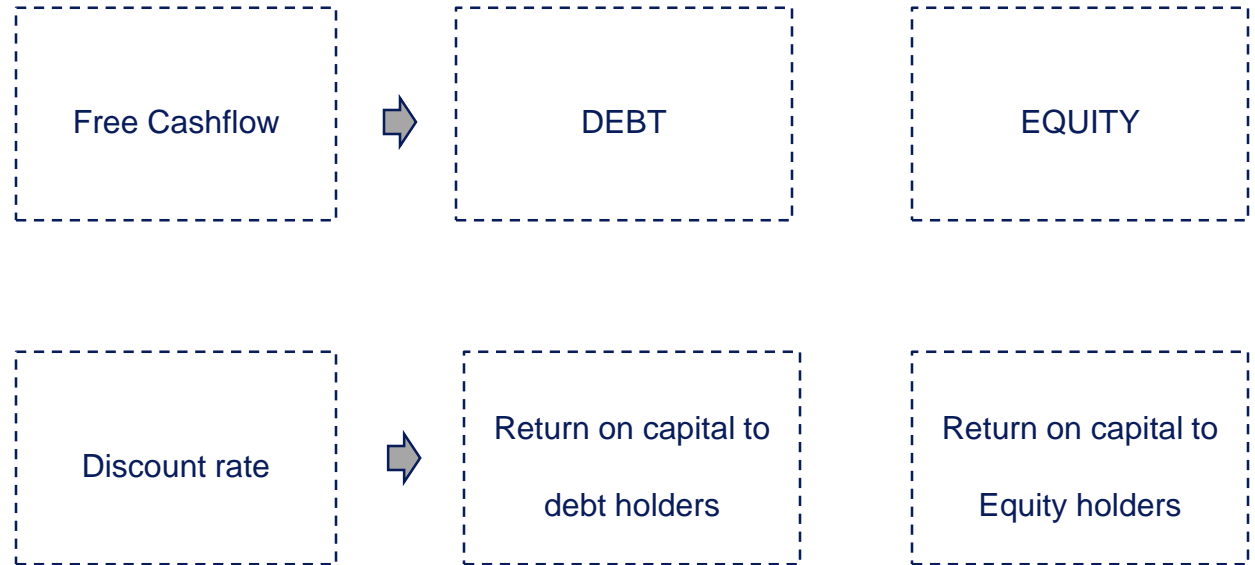 Free Cashflow
DEBT
EQUITY
Discount rate
Return on capital to
debt holders
Return on capital to
Equity holders